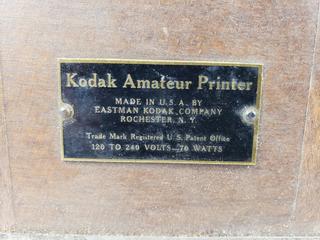 Kodak Amateur Printer
MADE IN U.S.A. BY
EASTMAN KODAK COMPANY
ROCHESTER, N.Y.
Trade Mark Registered U.S. Patent Office
120 TO 240 VOLTS—70 WATTS